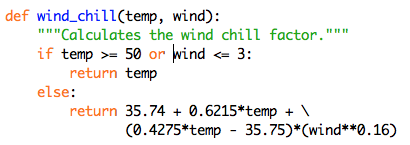 def wind_chill(temp, wind):
    """Calculates the wind chill factor."""
    if temp >= 50 or wind <= 3:
        return temp
    else:
        return 35.74 + 0.6215*temp + \
               (0.4275*temp - 35.75)*(wind**0.16)